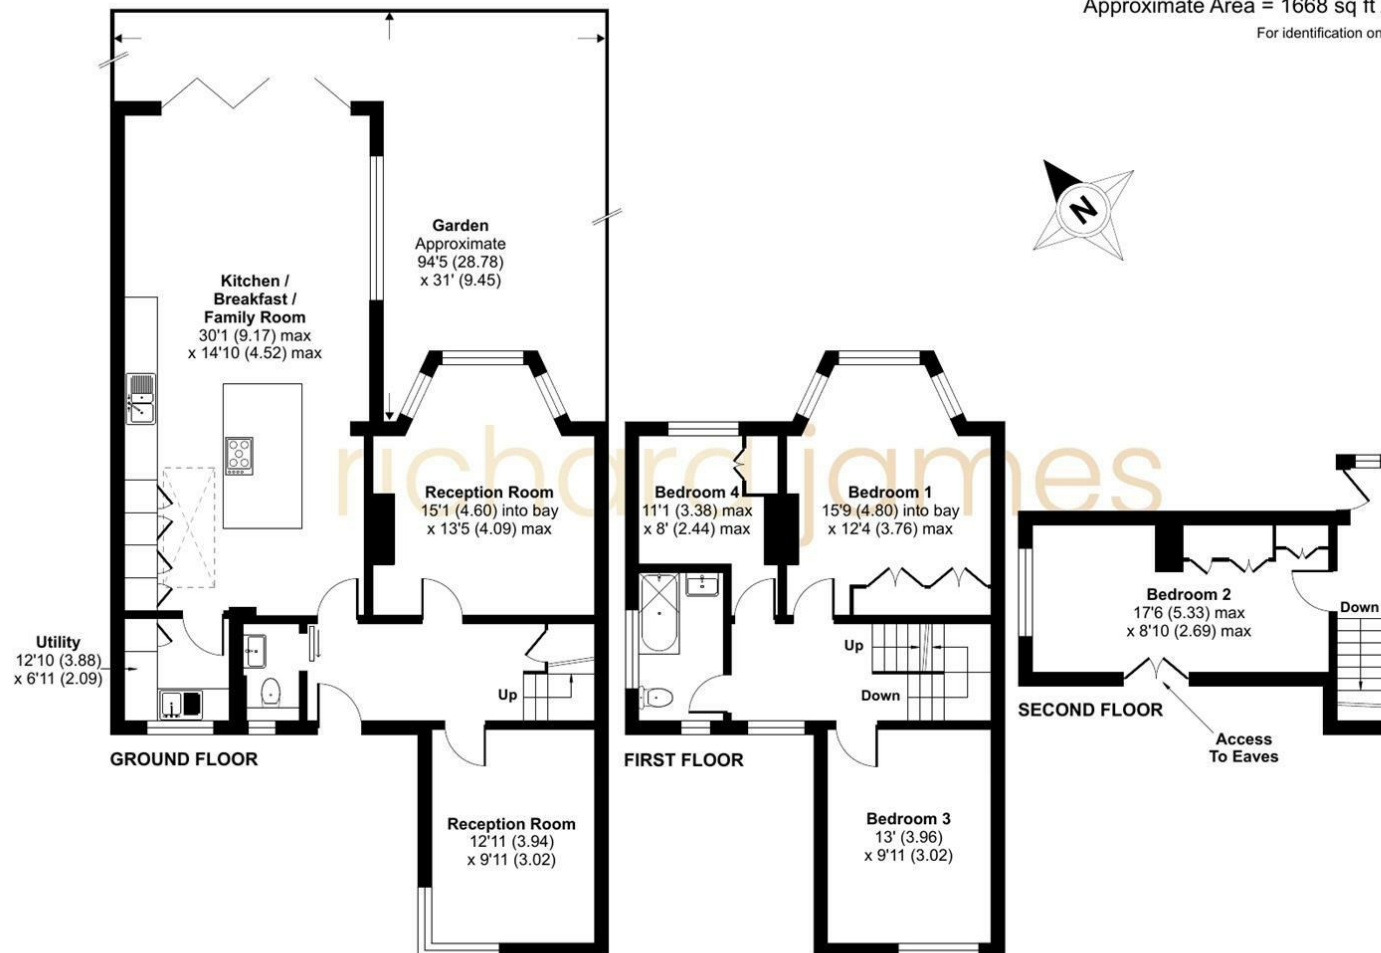 Approximate Area = 1668 sq ft
For identification on
N
Garden
Approximate
94'5 (28.78)
x 31' (9.45)
Kitchen /
Breakfast /
Family Room
30'1 (9.17) max
x 14'10 (4.52) max
richard james
Reception Room
15'1 (4.60) into bay
x 13'5 (4.09) max
Utility
12'10 (3.88)
x 6'11 (2.09)
Up
GROUND FLOOR
Reception Room
12'11 (3.94)
x 9'11 (3.02)
Bedroom 4
11'1 (3.38) max
x 8' (2.44) max
Bedroom 1
15'9 (4.80) into bay
x 12'4 (3.76) max
Up
Down
FIRST FLOOR
Bedroom 3
13' (3.96)
x 9'11 (3.02)
Bedroom 2
17'6 (5.33) max
x 8'10 (2.69) max
Down
SECOND FLOOR
Access
To Eaves